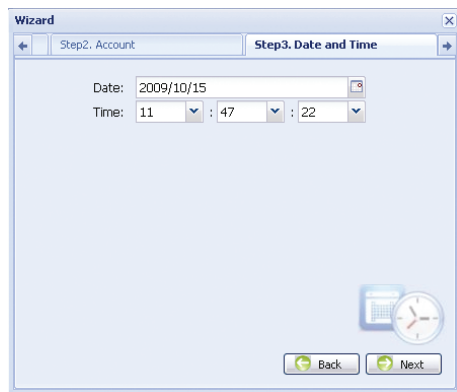 Wizard
Step2. Account Step3. Date and Time
Date: 2009/10/15
Time: 11 : 47 : 22
Back Next